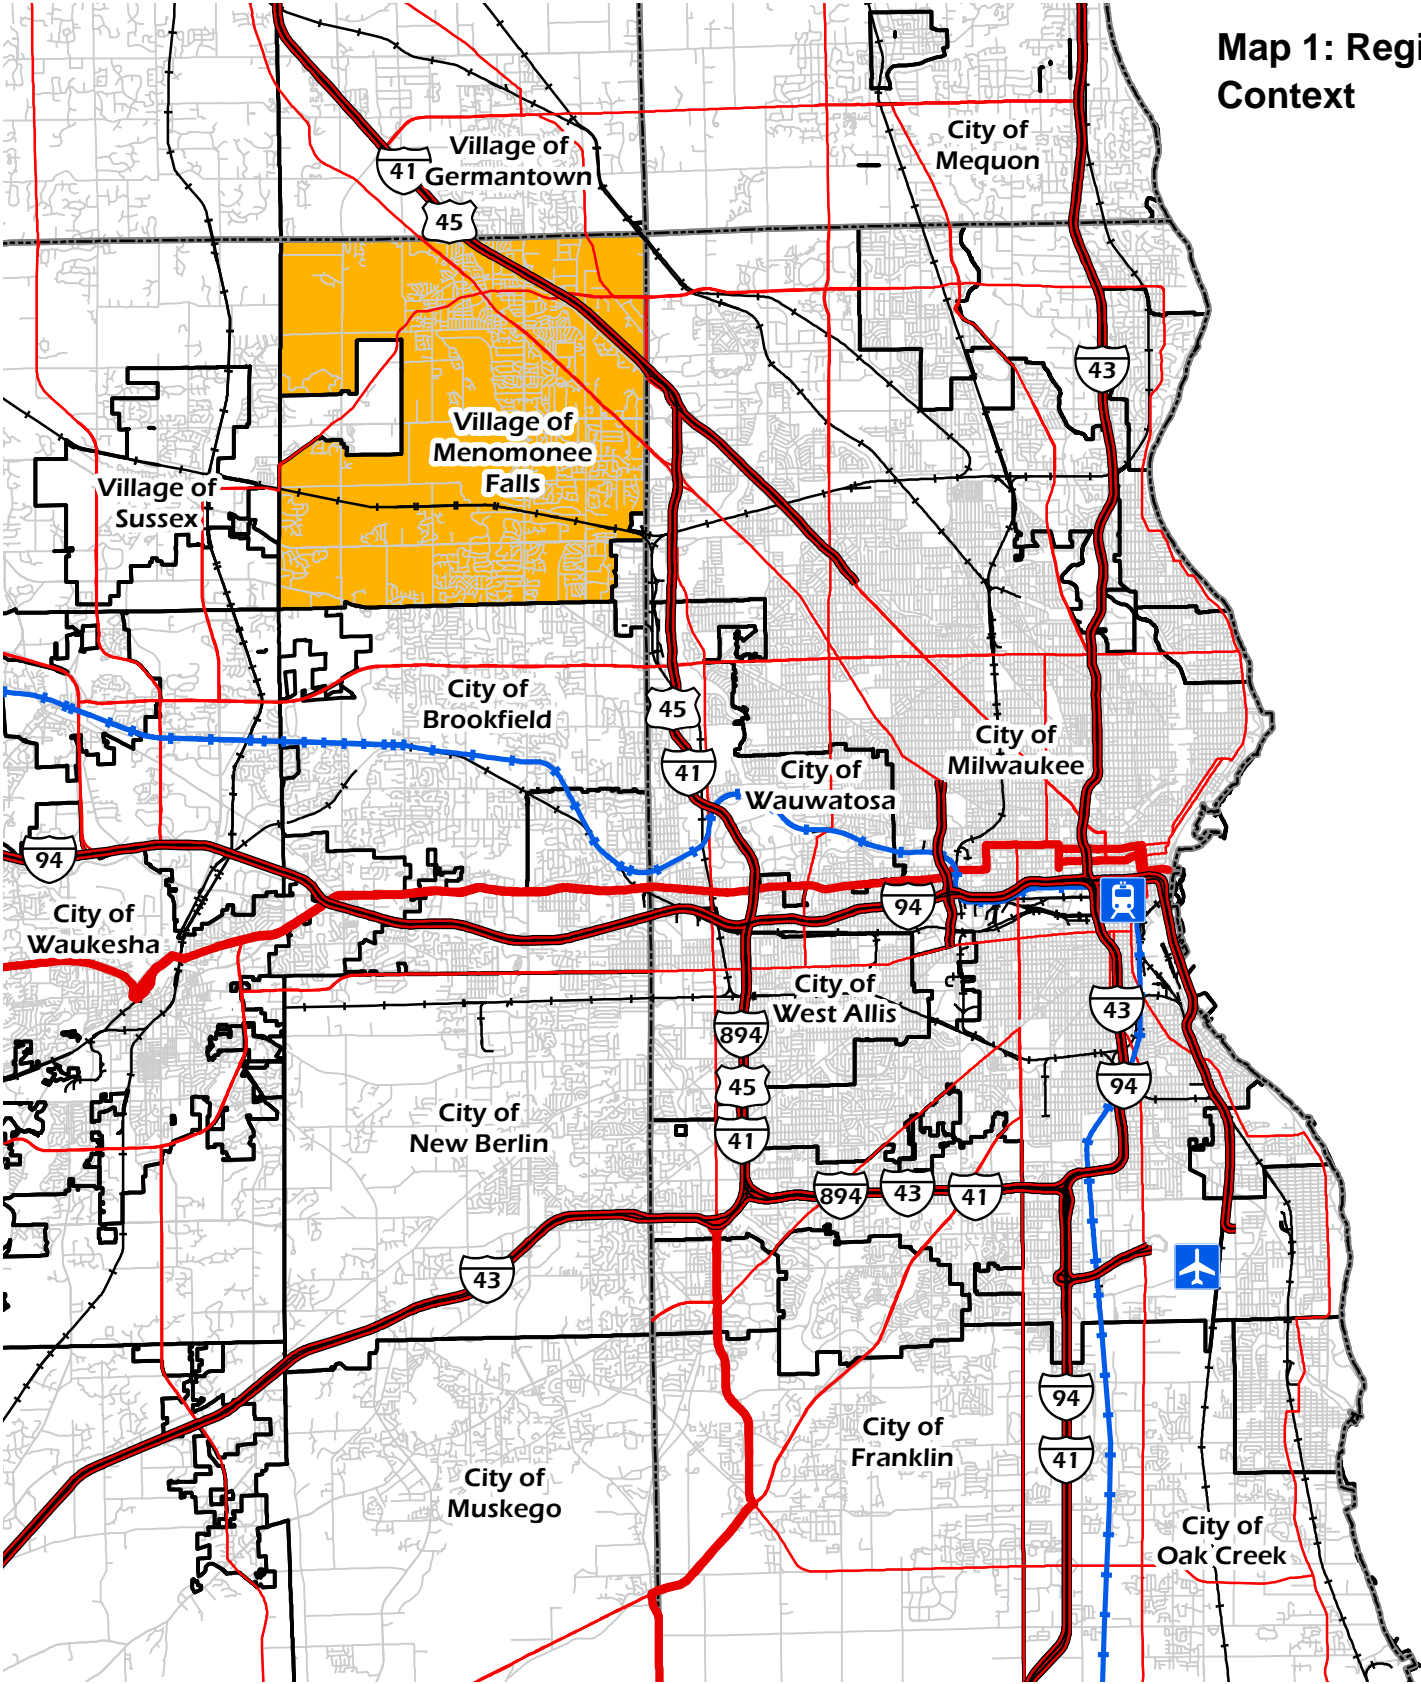 Map 1: Regi
Context
City of
Mequon
Village of
Germantown
41
45
43
Village of
Menomonee
Falls
Village of
Sussex
City of
Brookfield
45
41
City of
Milwaukee
City of
Wauwatosa
94
94
City of
Waukesha
City of
West Allis
43
894
45
94
41
City of
New Berlin
894
43
41
43
94
41
City of
Franklin
City of
Muskego
City of
Oak Creek